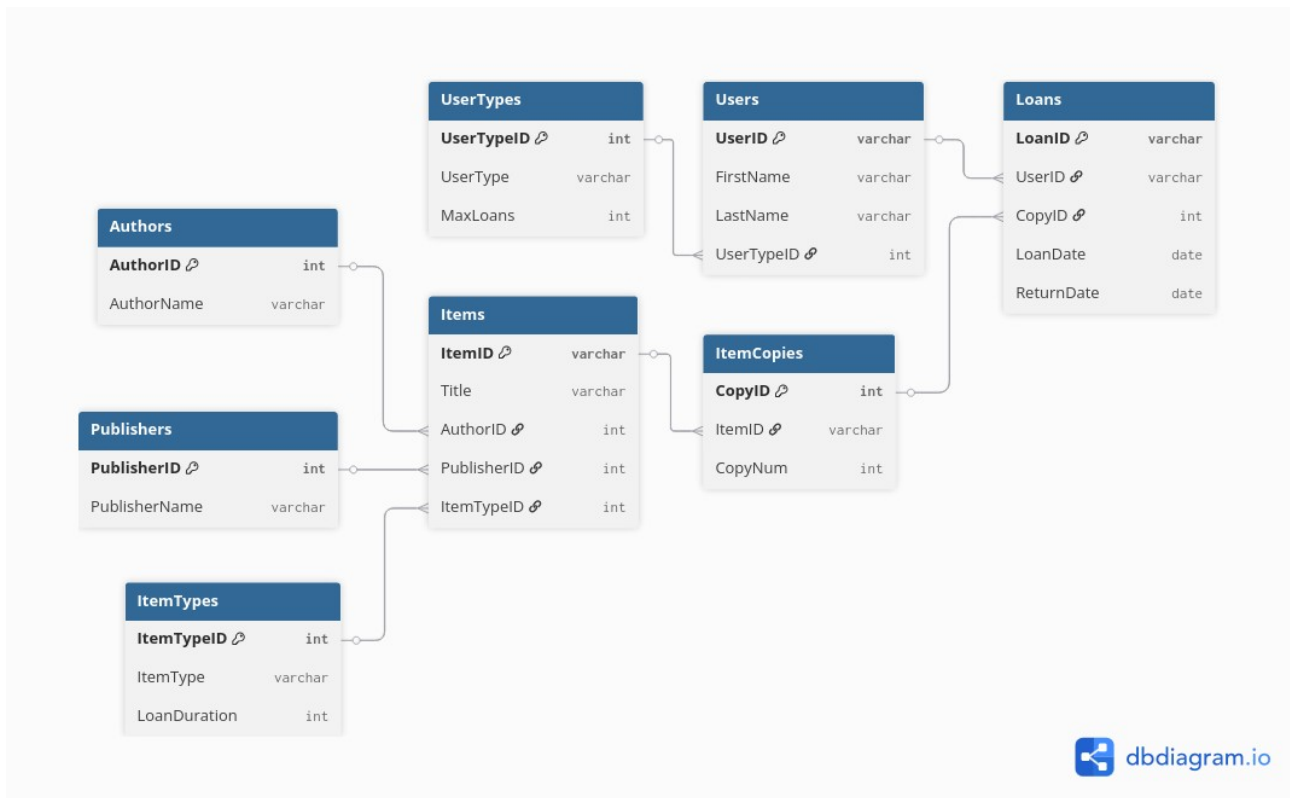 UserTypes
UserTypeID int
UserType varchar
MaxLoans int
Users
UserID varchar
FirstName varchar
LastName varchar
UserTypeID int
Loans
LoanID varchar
UserID varchar
CopyID int
LoanDate date
ReturnDate date
Authors
AuthorID int
AuthorName varchar
Items
ItemID varchar
Title varchar
AuthorID int
PublisherID int
ItemTypeID int
ItemCopies
CopyID int
ItemID varchar
CopyNum int
Publishers
PublisherID int
PublisherName varchar
ItemTypes
ItemTypeID int
ItemType varchar
LoanDuration int
dbdiagram.io